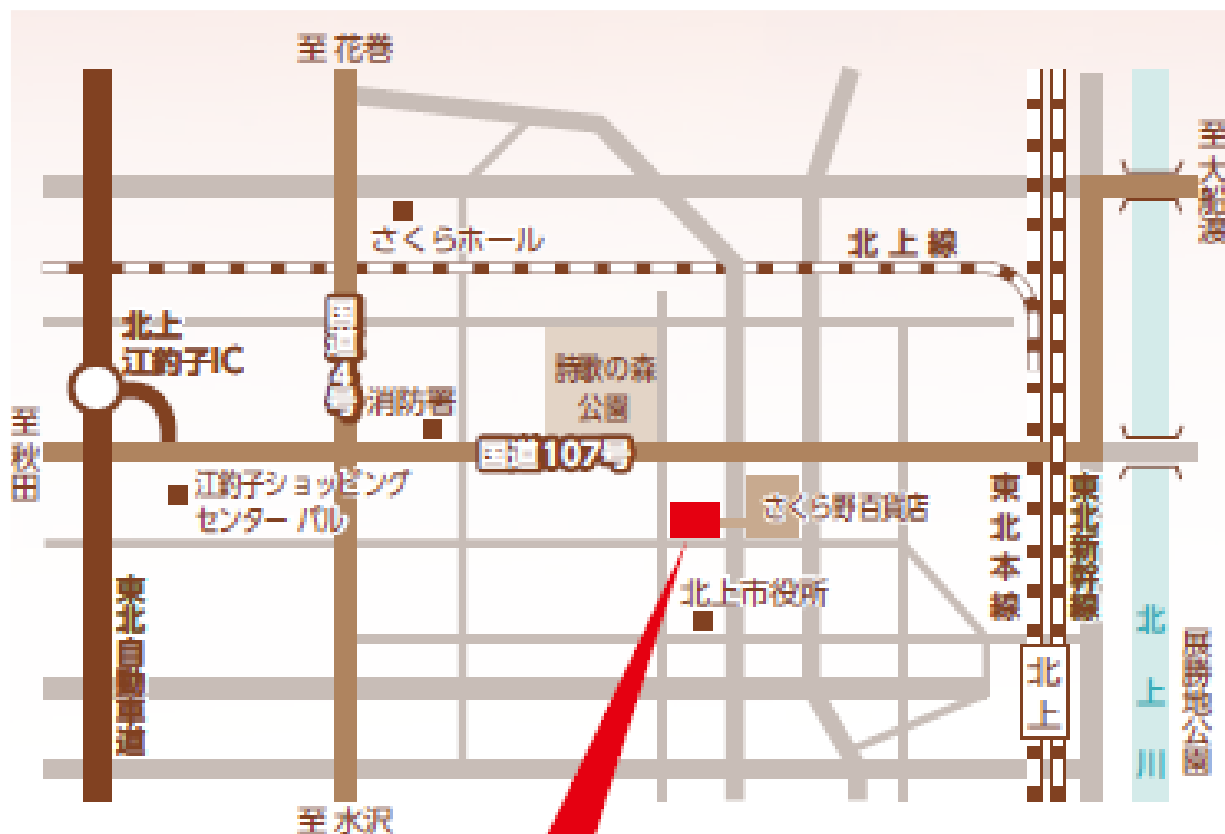 至 花巻
至 大船渡
さくらホール
北上線
北上
江釣子IC
国道4号
詩歌の森
公園
消防署
至 秋田
国道107号
江釣子ショッピング
センター パル
さくら野百貨店
東北本線
東北新幹線
東北自動車道
北上市役所
北上
北上川
展勝地公園
至 水沢